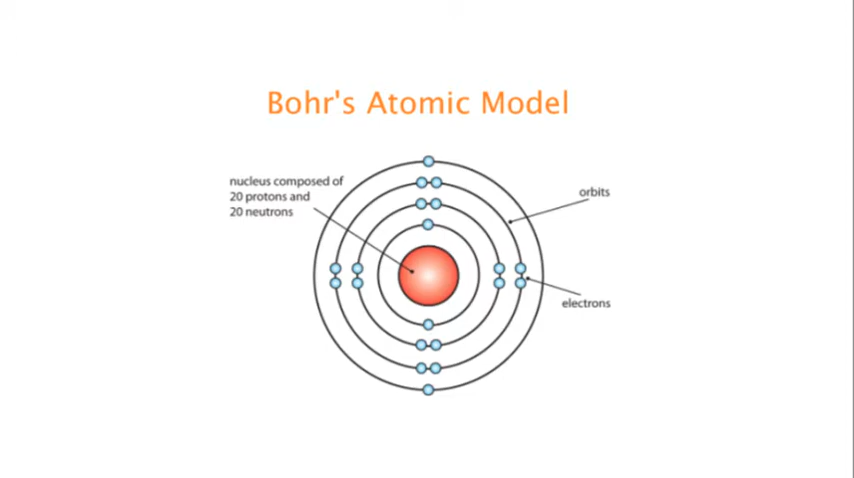 Bohr's Atomic Model
nucleus composed of
20 protons and
20 neutrons
orbits
electrons